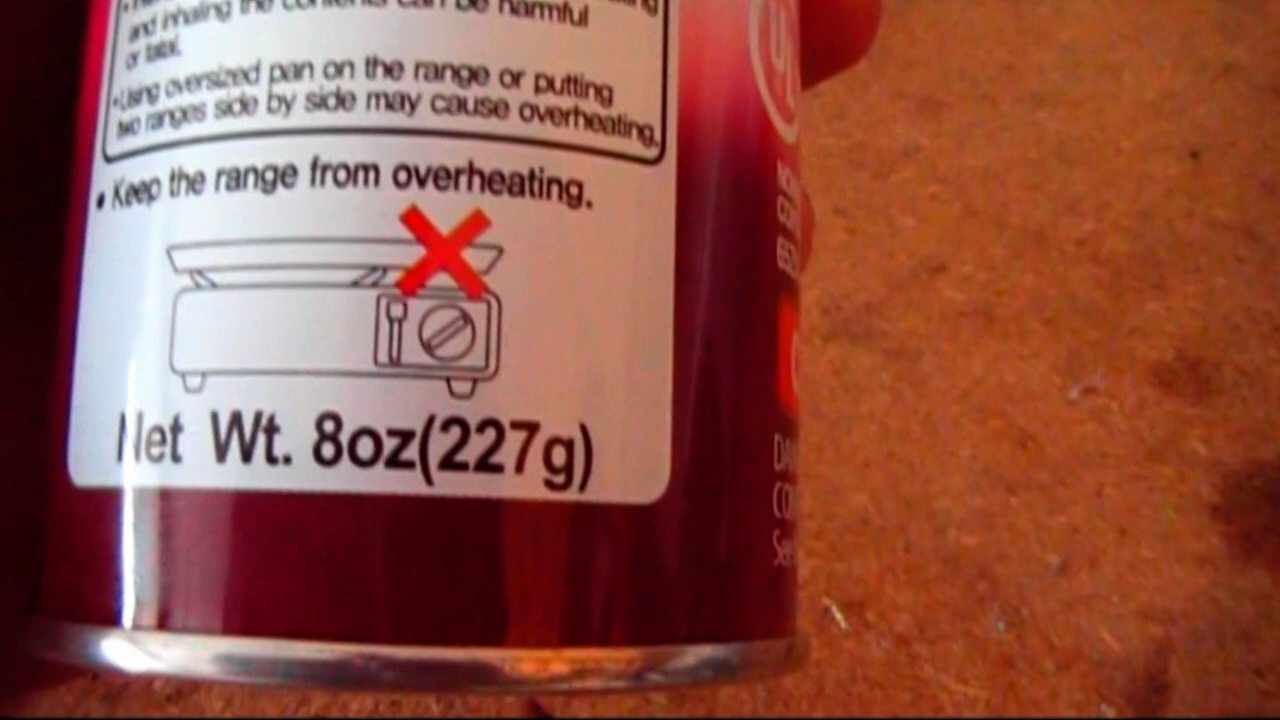 and inhaling the contents can be harmful
or fatal.
•Using oversized pan on the range or putting
two ranges side by side may cause overheating.
• Keep the range from overheating.
Net Wt. 8oz(227g)
UL